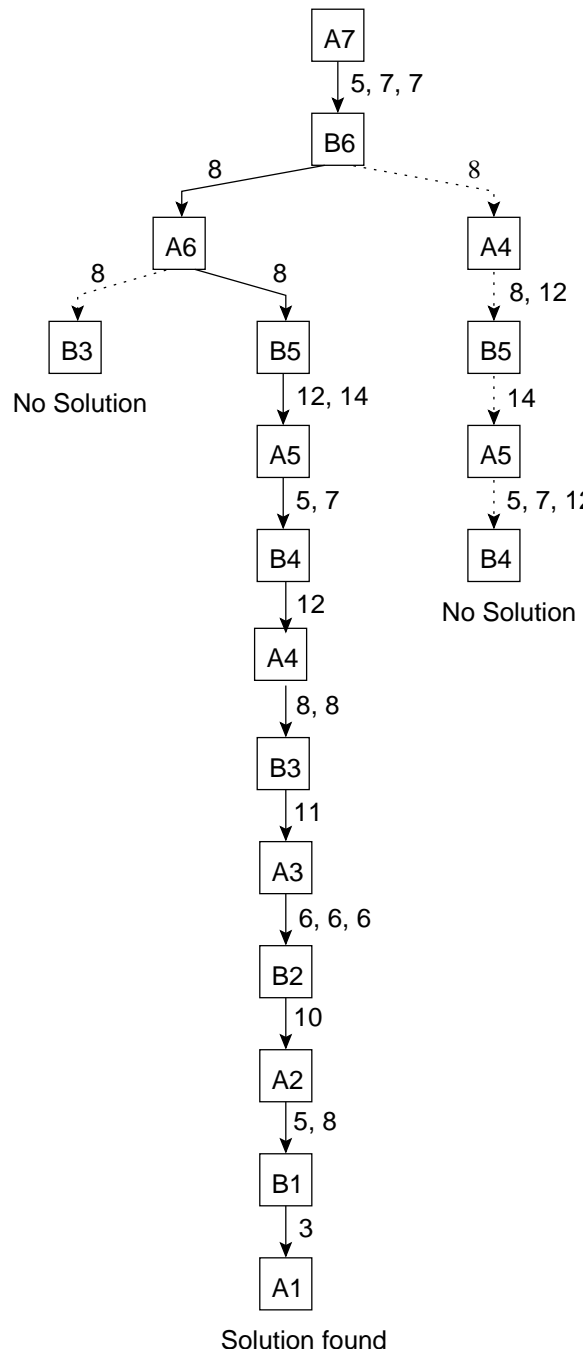 A7
5, 7, 7
B6
8
8
A6
A4
8
8
8, 12
B3
B5
B5
No Solution
12, 14
14
A5
A5
5, 7
5, 7, 12
B4
B4
12
No Solution
A4
8, 8
B3
11
A3
6, 6, 6
B2
10
A2
5, 8
B1
3
A1
Solution found